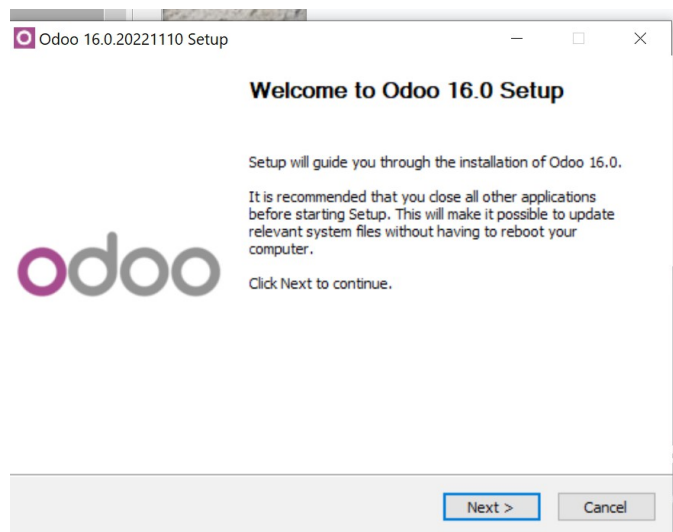 Odoo 16.0.20221110 Setup
Welcome to Odoo 16.0 Setup
Setup will guide you through the installation of Odoo 16.0.
It is recommended that you close all other applications
before starting Setup. This will make it possible to update
relevant system files without having to reboot your
computer.
odoo
Click Next to continue.
Next >
Cancel